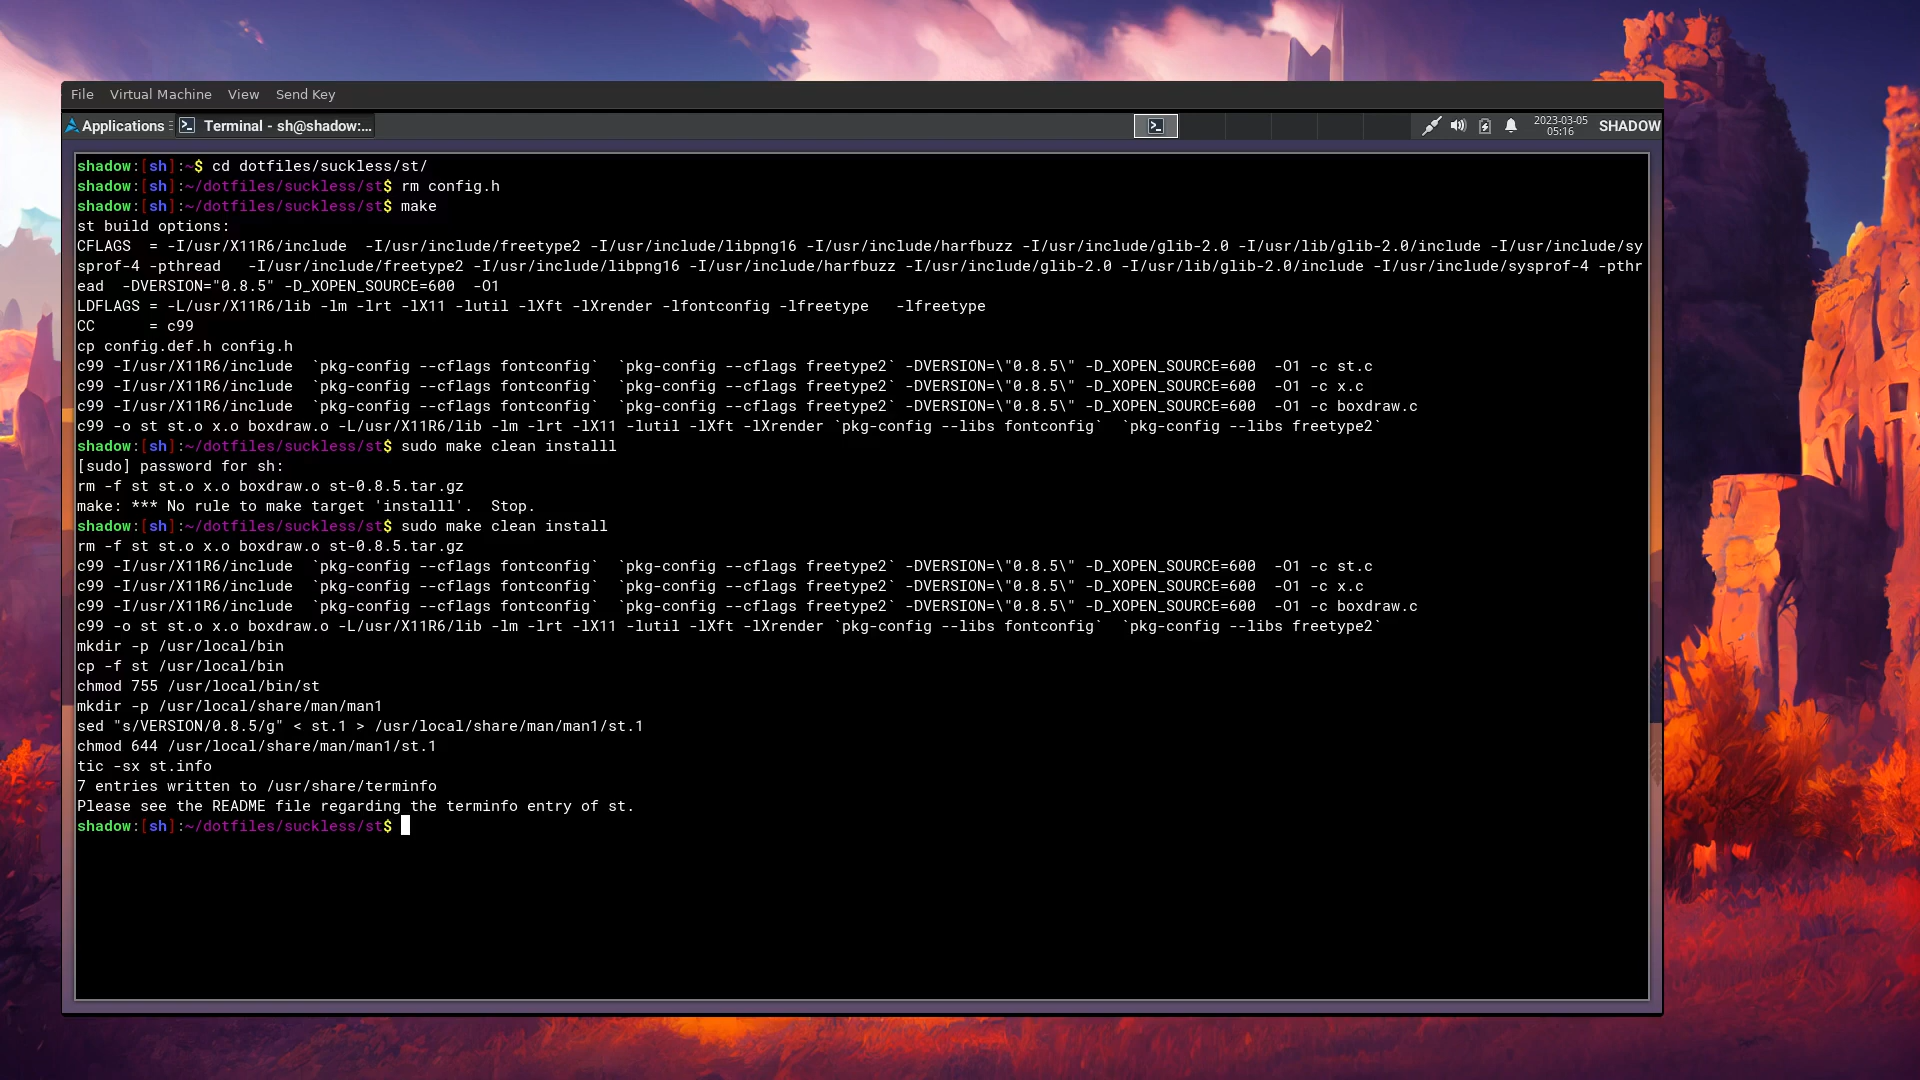 File Virtual Machine View Send Key
Applications Terminal - sh@shadow:... 2023-03-05 05:16 SHADOW
shadow:[sh]:~$ cd dotfiles/suckless/st/
shadow:[sh]:~/dotfiles/suckless/st$ rm config.h
shadow:[sh]:~/dotfiles/suckless/st$ make
st build options:
CFLAGS  = -I/usr/X11R6/include  -I/usr/include/freetype2 -I/usr/include/libpng16 -I/usr/include/harfbuzz -I/usr/include/glib-2.0 -I/usr/lib/glib-2.0/include -I/usr/include/sy
sprof-4 -pthread   -I/usr/include/freetype2 -I/usr/include/libpng16 -I/usr/include/harfbuzz -I/usr/include/glib-2.0 -I/usr/lib/glib-2.0/include -I/usr/include/sysprof-4 -pthr
ead  -DVERSION="0.8.5" -D_XOPEN_SOURCE=600  -O1
LDFLAGS = -L/usr/X11R6/lib -lm -lrt -lX11 -lutil -lXft -lXrender -lfontconfig -lfreetype   -lfreetype
CC      = c99
cp config.def.h config.h
c99 -I/usr/X11R6/include  `pkg-config --cflags fontconfig`  `pkg-config --cflags freetype2` -DVERSION=\"0.8.5\" -D_XOPEN_SOURCE=600  -O1 -c st.c
c99 -I/usr/X11R6/include  `pkg-config --cflags fontconfig`  `pkg-config --cflags freetype2` -DVERSION=\"0.8.5\" -D_XOPEN_SOURCE=600  -O1 -c x.c
c99 -I/usr/X11R6/include  `pkg-config --cflags fontconfig`  `pkg-config --cflags freetype2` -DVERSION=\"0.8.5\" -D_XOPEN_SOURCE=600  -O1 -c boxdraw.c
c99 -o st st.o x.o boxdraw.o -L/usr/X11R6/lib -lm -lrt -lX11 -lutil -lXft -lXrender `pkg-config --libs fontconfig`  `pkg-config --libs freetype2`
shadow:[sh]:~/dotfiles/suckless/st$ sudo make clean installl
[sudo] password for sh:
rm -f st st.o x.o boxdraw.o st-0.8.5.tar.gz
make: *** No rule to make target 'installl'.  Stop.
shadow:[sh]:~/dotfiles/suckless/st$ sudo make clean install
rm -f st st.o x.o boxdraw.o st-0.8.5.tar.gz
c99 -I/usr/X11R6/include  `pkg-config --cflags fontconfig`  `pkg-config --cflags freetype2` -DVERSION=\"0.8.5\" -D_XOPEN_SOURCE=600  -O1 -c st.c
c99 -I/usr/X11R6/include  `pkg-config --cflags fontconfig`  `pkg-config --cflags freetype2` -DVERSION=\"0.8.5\" -D_XOPEN_SOURCE=600  -O1 -c x.c
c99 -I/usr/X11R6/include  `pkg-config --cflags fontconfig`  `pkg-config --cflags freetype2` -DVERSION=\"0.8.5\" -D_XOPEN_SOURCE=600  -O1 -c boxdraw.c
c99 -o st st.o x.o boxdraw.o -L/usr/X11R6/lib -lm -lrt -lX11 -lutil -lXft -lXrender `pkg-config --libs fontconfig`  `pkg-config --libs freetype2`
mkdir -p /usr/local/bin
cp -f st /usr/local/bin
chmod 755 /usr/local/bin/st
mkdir -p /usr/local/share/man/man1
sed "s/VERSION/0.8.5/g" < st.1 > /usr/local/share/man/man1/st.1
chmod 644 /usr/local/share/man/man1/st.1
tic -sx st.info
7 entries written to /usr/share/terminfo
Please see the README file regarding the terminfo entry of st.
shadow:[sh]:~/dotfiles/suckless/st$